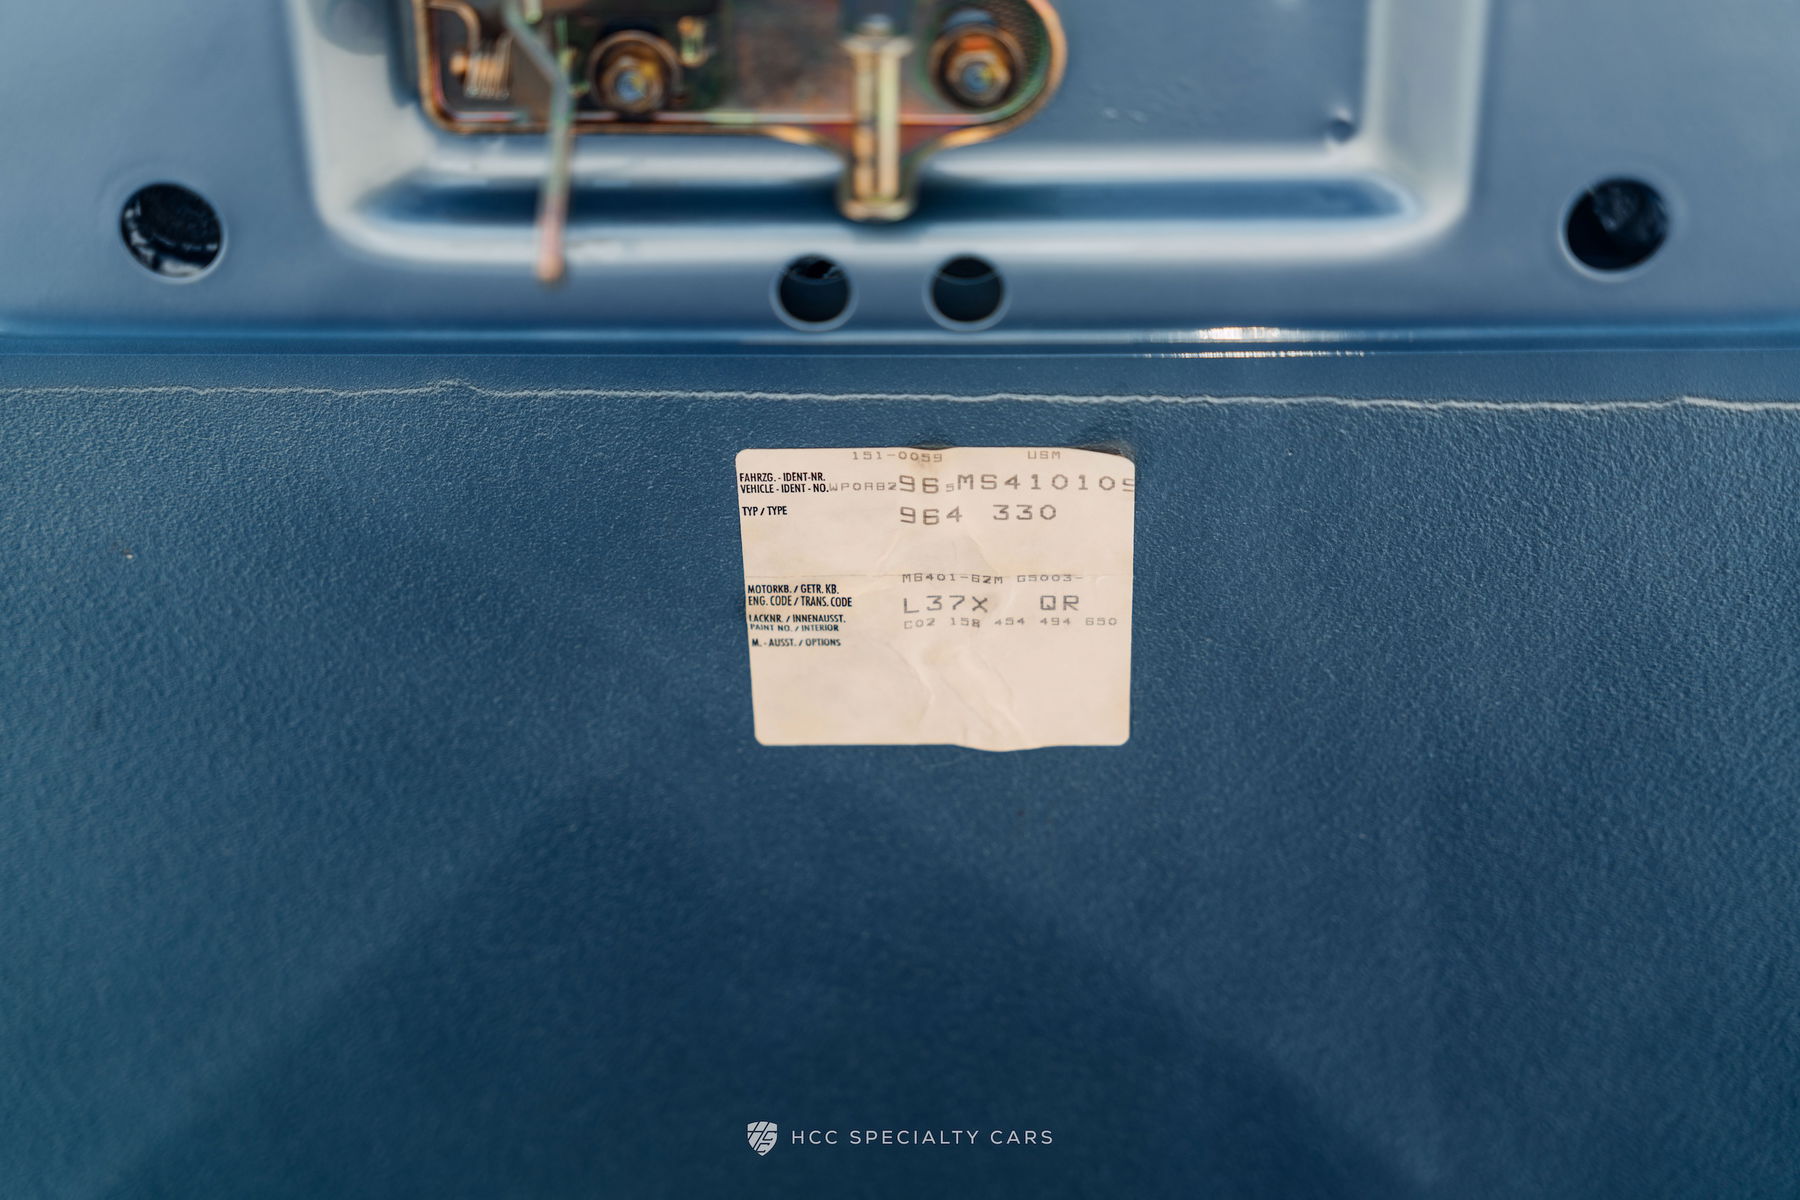 151-0059 USM
FAHRZG. - IDENT-NR.
VEHICLE - IDENT - NO. WP0AB2965MS410109
TYP / TYPE 964 330
MOTORKB. / GETR. KB. M6401-62M G5003-
ENG. CODE / TRANS. CODE L37X QR
LACKNR. / INNENAUSST.
PAINT NO. / INTERIOR C02 158 454 494 650
M. - AUSST. / OPTIONS
HCC SPECIALTY CARS